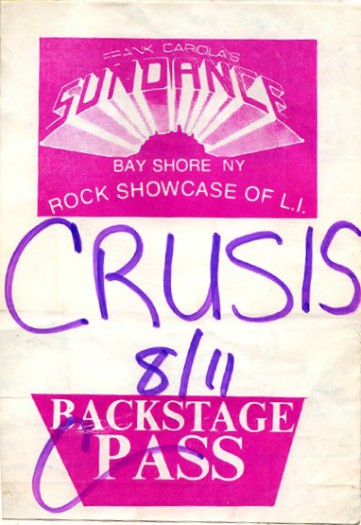 FRANK CARIOLA'S
SUNDANCE
BAY SHORE NY
ROCK SHOWCASE OF L.I.
CRUSIS
8/11
BACKSTAGE
PASS